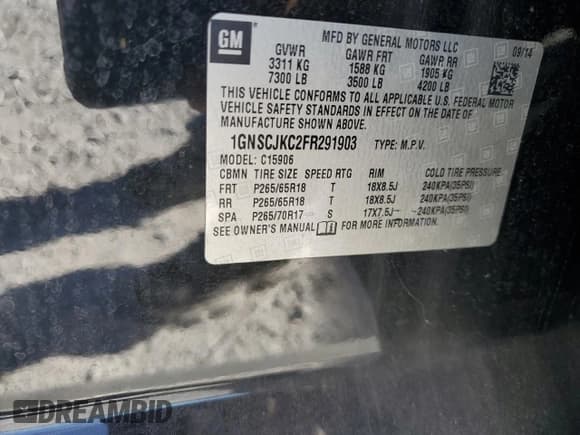 GM
MFD BY GENERAL MOTORS LLC
09/14
GVWR GAWR FRT GAWR RR
3311 KG 1588 KG 1905 KG
7300 LB 3500 LB 4200 LB
THIS VEHICLE CONFORMS TO ALL APPLICABLE U.S. FEDERAL MOTOR
VEHICLE SAFETY STANDARDS IN EFFECT ON THE DATE OF
MANUFACTURE SHOWN ABOVE.
1GNSCJKC2FR291903 TYPE: M.P.V.
MODEL: C15906
CBMN TIRE SIZE SPEED RTG RIM COLD TIRE PRESSURE
FRT P265/65R18 T 18X8.5J 240KPA(35PSI)
RR P265/65R18 T 18X8.5J 240KPA(35PSI)
SPA P265/70R17 S 17X7.5J 240KPA(35PSI)
SEE OWNER'S MANUAL FOR MORE INFORMATION.
DREAMBID